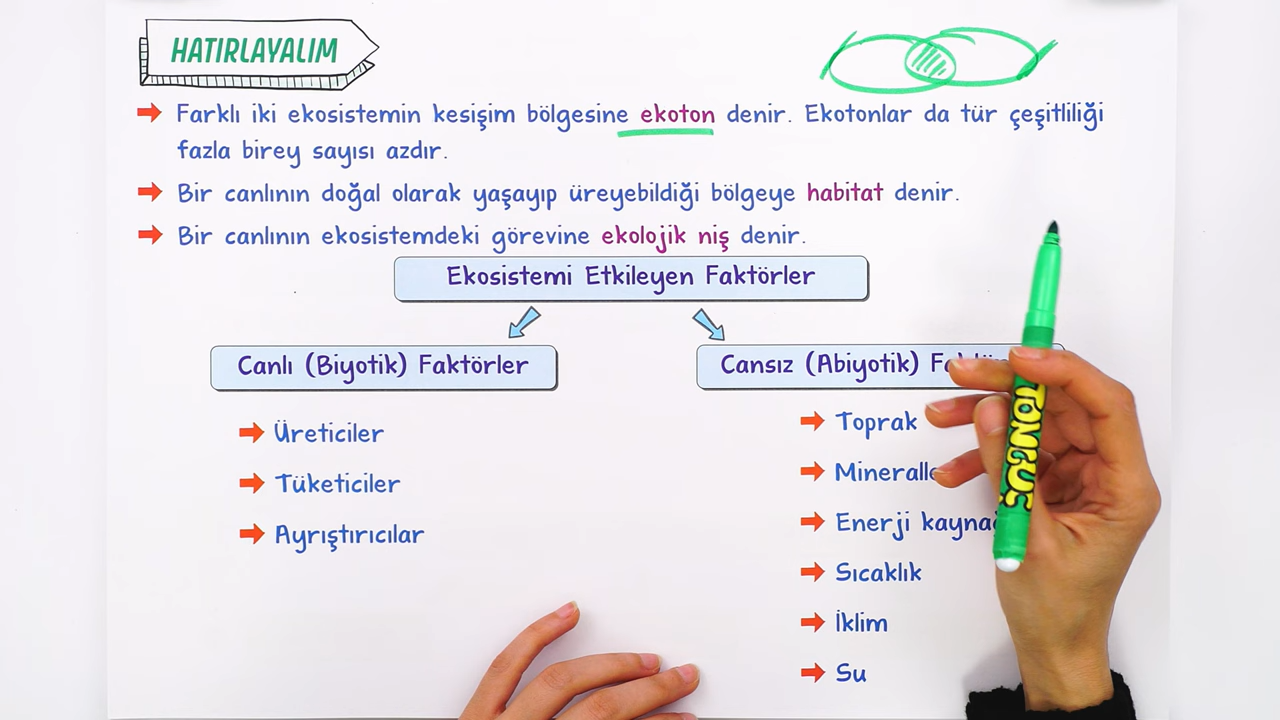 HATIRLAYALIM
Farklı iki ekosistemin kesişim bölgesine ekoton denir. Ekotonlar da tür çeşitliliği
fazla birey sayısı azdır.
Bir canlının doğal olarak yaşayıp üreyebildiği bölgeye habitat denir.
Bir canlının ekosistemdeki görevine ekolojik niş denir.
Ekosistemi Etkileyen Faktörler
Canlı (Biyotik) Faktörler
Cansız (Abiyotik)
Üreticiler
Tüketiciler
Ayrıştırıcılar
Toprak
Enerji
Sıcaklık
İklim
Su
TONGUÇ